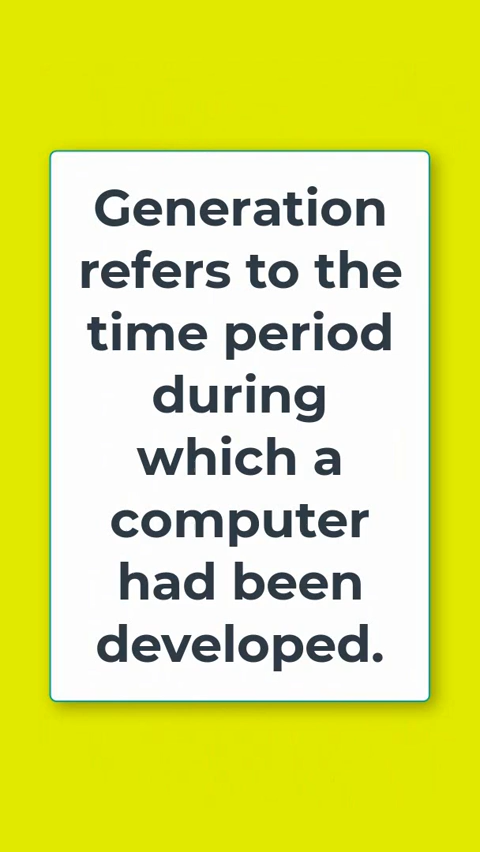 Generation
refers to the
time period
during
which a
computer
had been
developed.